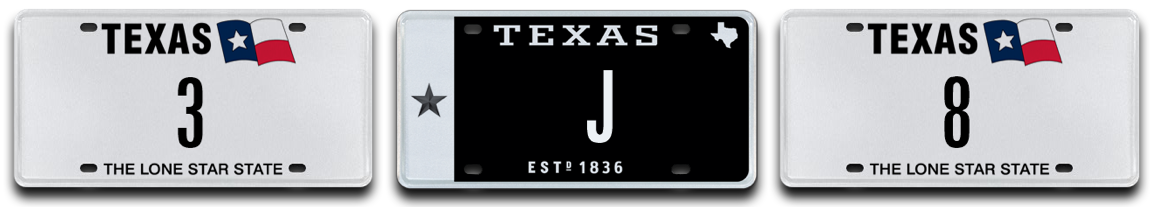 TEXAS
3
THE LONE STAR STATE
TEXAS
J
ESTD 1836
TEXAS
8
THE LONE STAR STATE